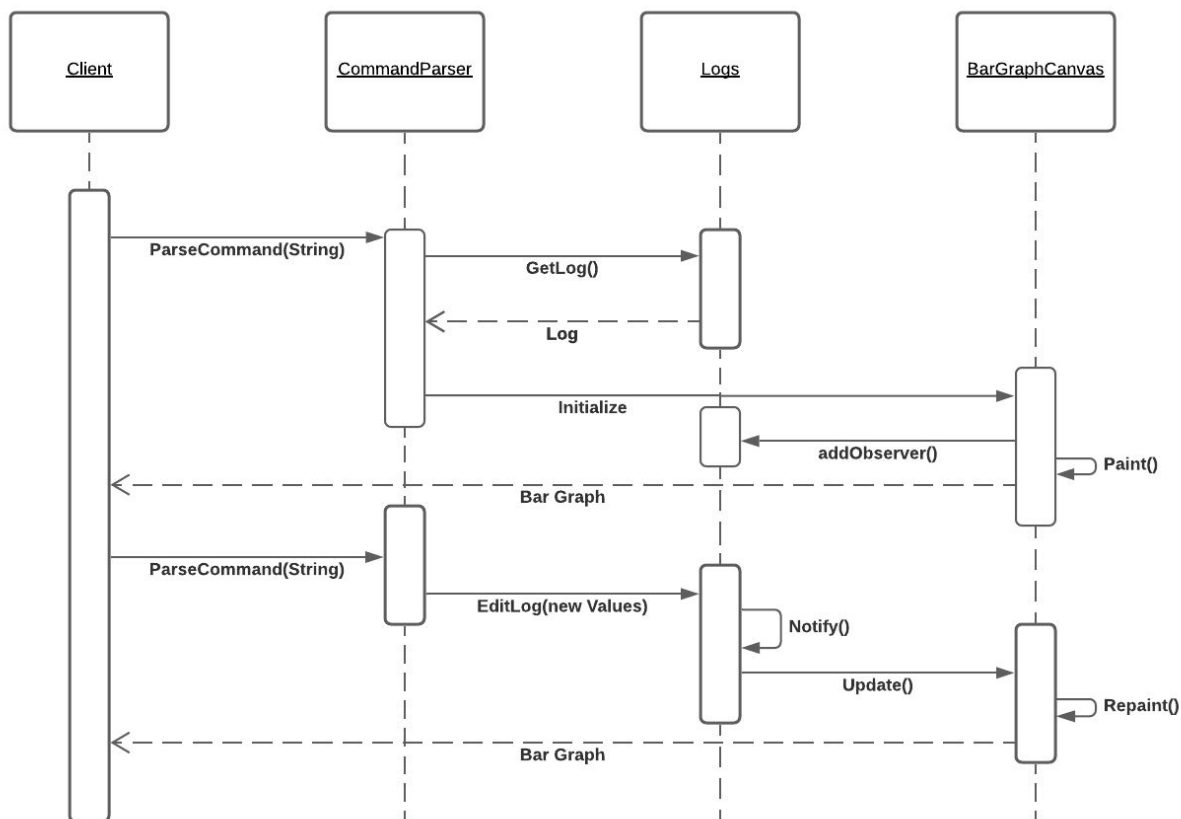 Client
CommandParser
Logs
BarGraphCanvas
ParseCommand(String)
GetLog()
Log
Initialize
addObserver()
Paint()
Bar Graph
ParseCommand(String)
EditLog(new Values)
Notify()
Update()
Repaint()
Bar Graph